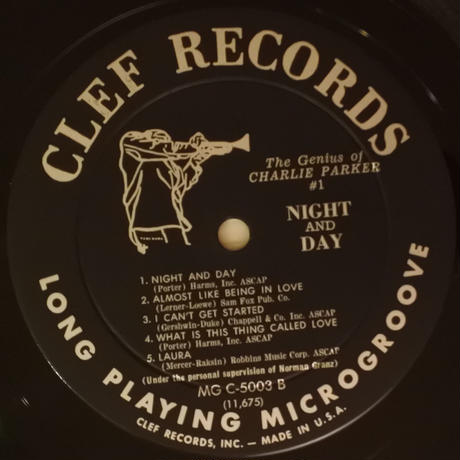 CLEF RECORDS
The Genius of
CHARLIE PARKER
#1
NIGHT
AND
DAY
1. NIGHT AND DAY
(Porter) Harms, Inc. ASCAP
2. ALMOST LIKE BEING IN LOVE
(Lerner-Loewe) Sam Fox Pub. Co.
3. I CAN'T GET STARTED
(Gershwin-Duke) Chappell & Co. Inc. ASCAP
4. WHAT IS THIS THING CALLED LOVE
(Porter) Harms, Inc. ASCAP
5. LAURA
(Mercer-Raksin) Robbins Music Corp. ASCAP
(Under the personal supervision of Norman Granz)
MG C-5003 B
(11,675)
LONG PLAYING MICROGROOVE
CLEF RECORDS, INC. — MADE IN U.S.A.